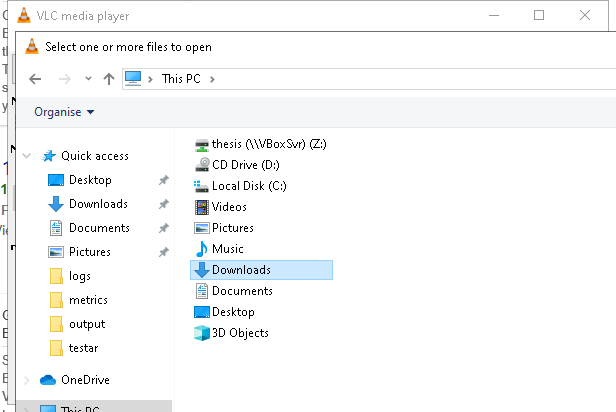 VLC media player
Select one or more files to open
This PC
Organise
Quick access
Desktop
Downloads
Documents
Pictures
logs
metrics
output
testar
OneDrive
This PC
thesis (\\VBoxSvr) (Z:)
CD Drive (D:)
Local Disk (C:)
Videos
Pictures
Music
Downloads
Documents
Desktop
3D Objects